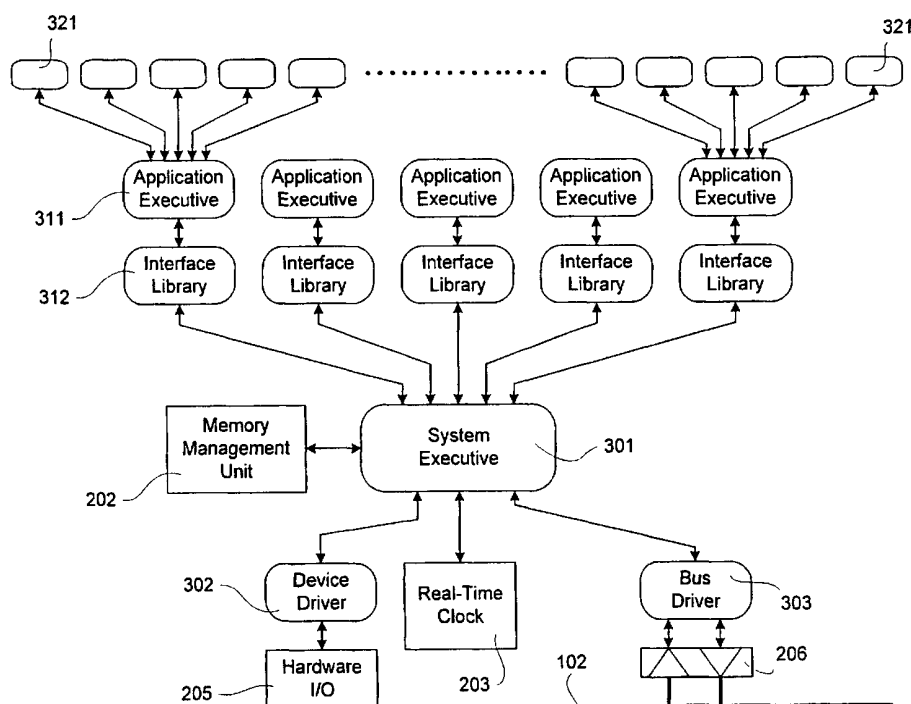 321
321
Application
Executive
Application
Executive
Application
Executive
Application
Executive
Application
Executive
311
Interface
Library
Interface
Library
Interface
Library
Interface
Library
Interface
Library
312
Memory
Management
Unit
202
System
Executive
301
302
Device
Driver
Real-Time
Clock
Bus
Driver
303
205
Hardware
I/O
203
102
206